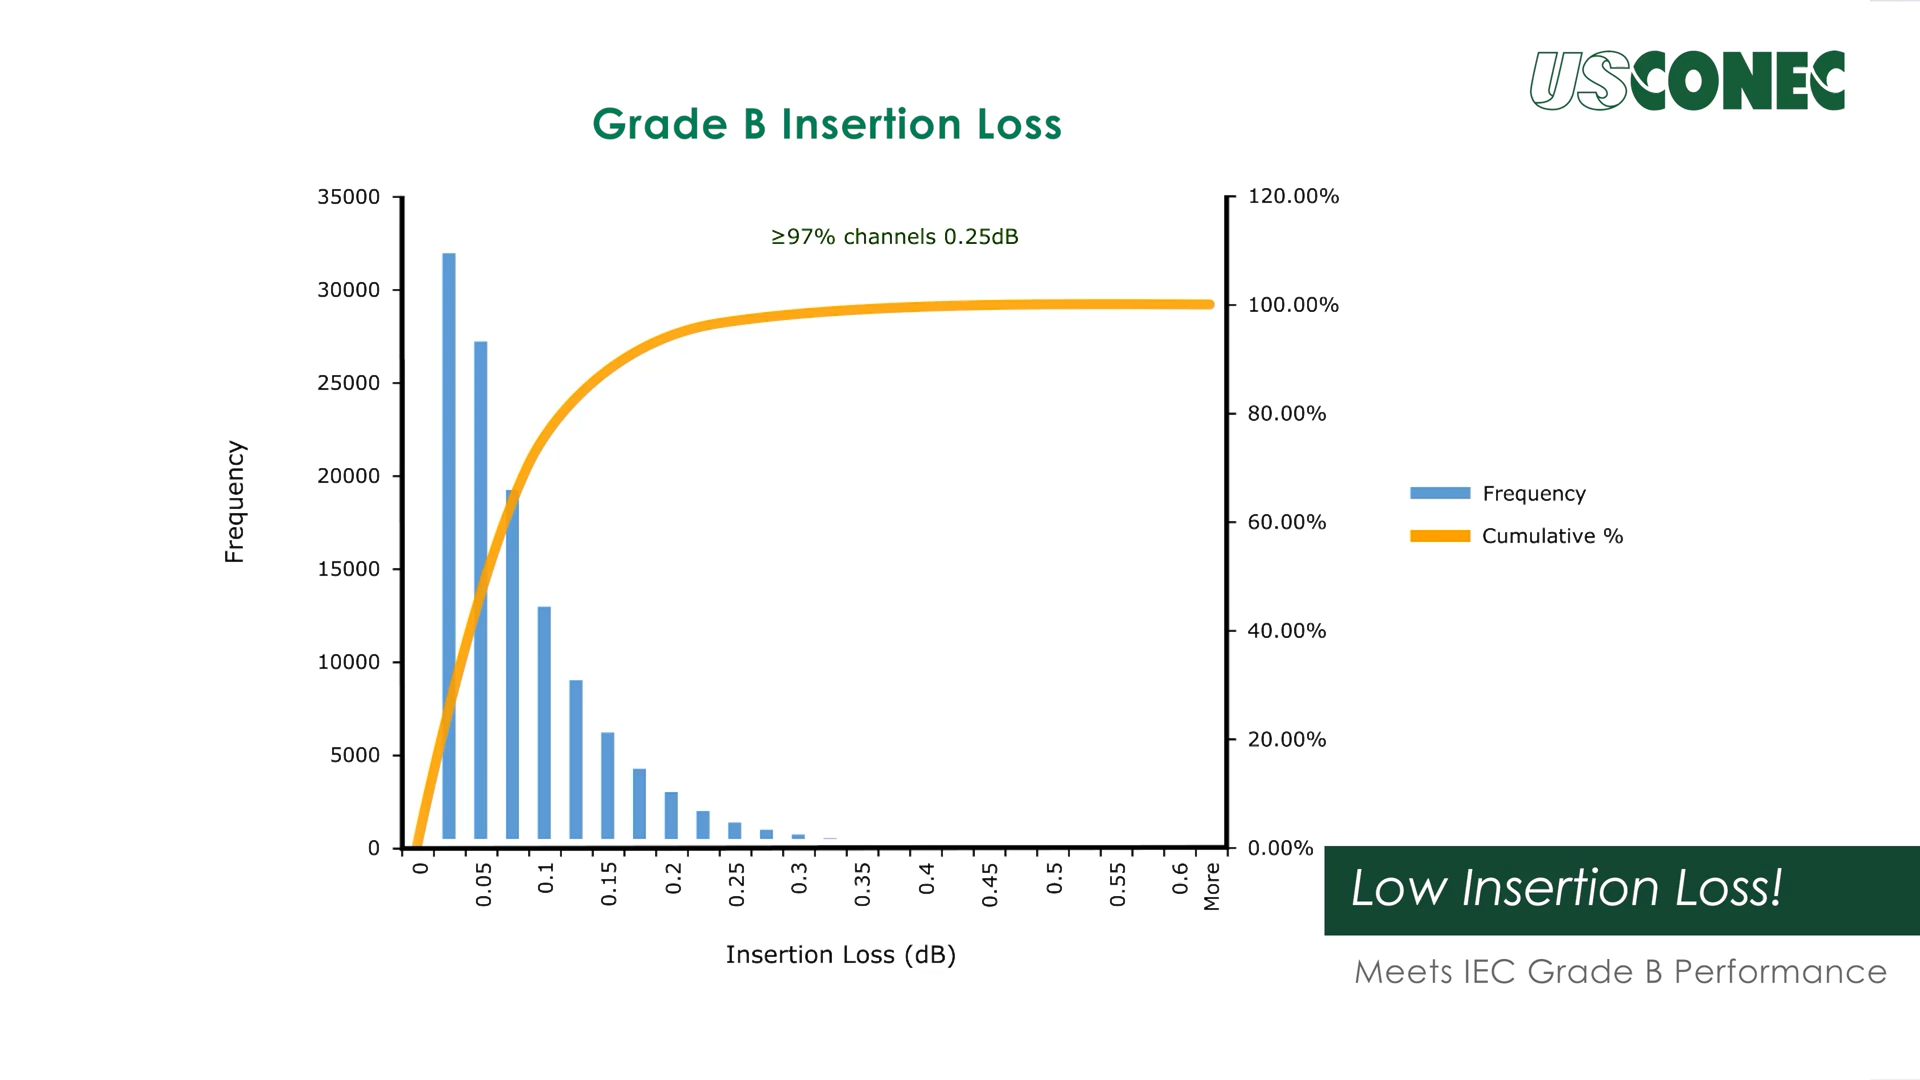 USCONEC
Grade B Insertion Loss
≥97% channels 0.25dB
35000
30000
25000
20000
15000
10000
5000
0
Frequency
120.00%
100.00%
80.00%
60.00%
40.00%
20.00%
0.00%
0
0.05
0.1
0.15
0.2
0.25
0.3
0.35
0.4
0.45
0.5
0.55
0.6
More
Insertion Loss (dB)
Frequency
Cumulative %
Low Insertion Loss!
Meets IEC Grade B Performance